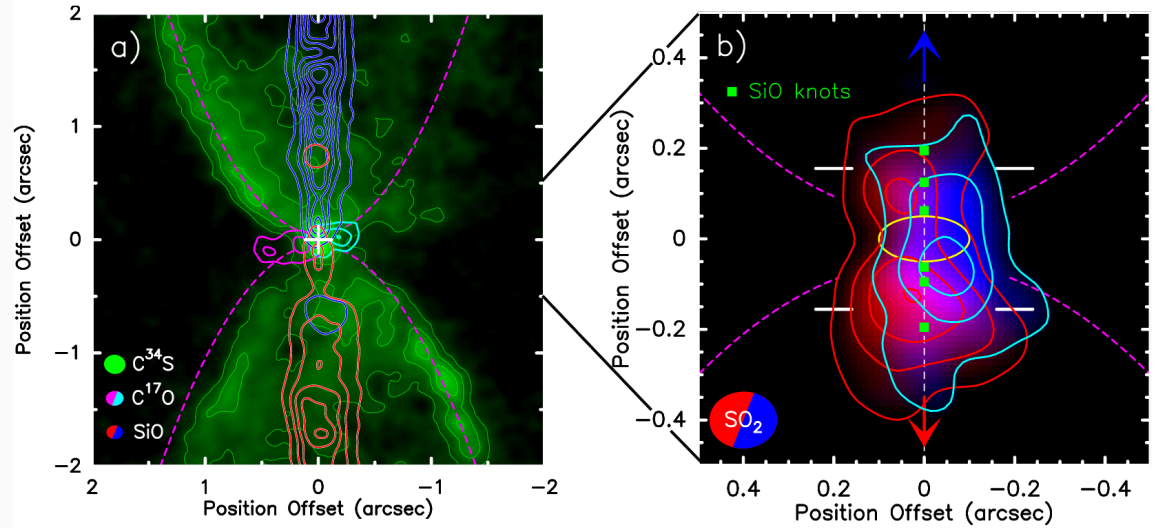 a)
2
1
0
-1
-2
Position Offset (arcsec)
C³⁴S
C¹⁷O
SiO
2
1
0
-1
-2
Position Offset (arcsec)
b)
SiO knots
0.4
0.2
0
-0.2
-0.4
Position Offset (arcsec)
SO₂
0.4
0.2
0
-0.2
-0.4
Position Offset (arcsec)